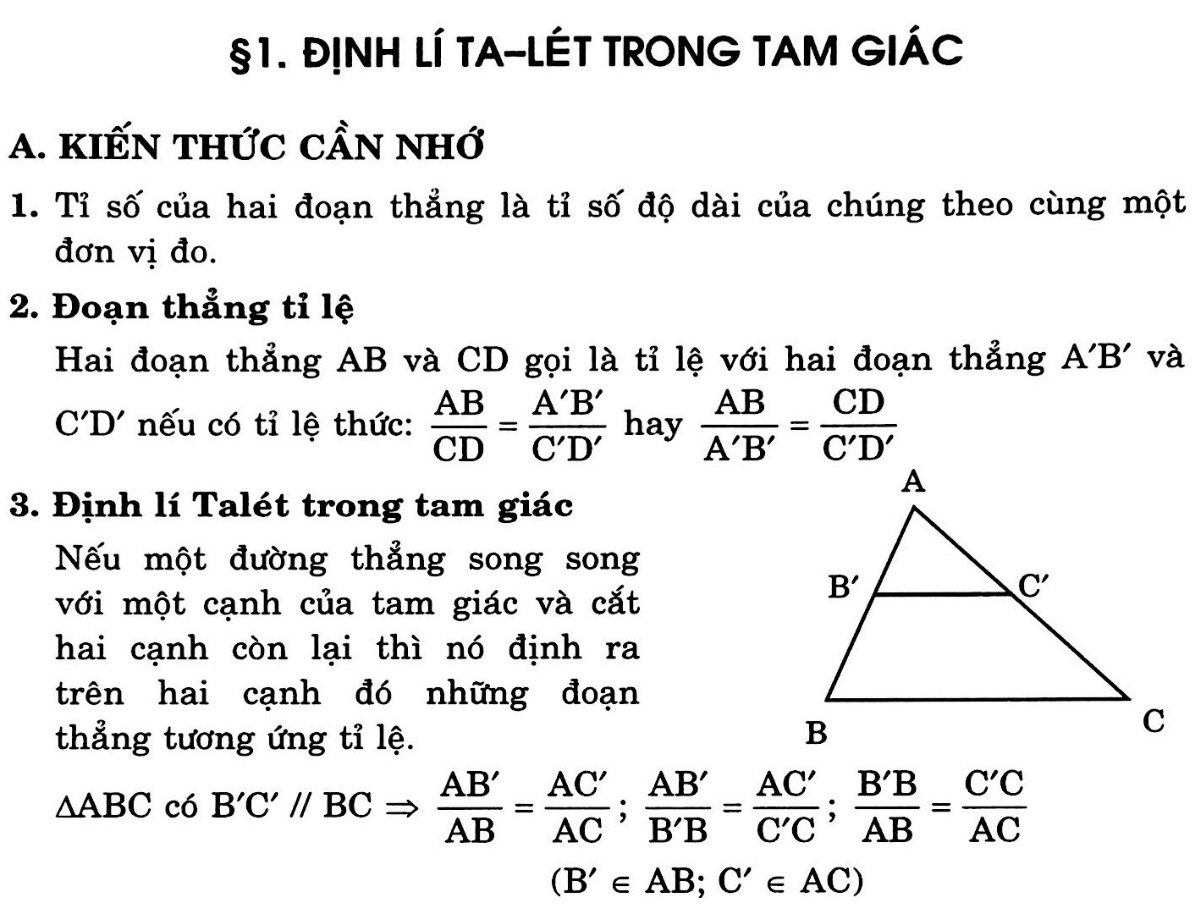 §1. ĐỊNH LÍ TA–LÉT TRONG TAM GIÁC
A. KIẾN THỨC CẦN NHỚ
1. Tỉ số của hai đoạn thẳng là tỉ số độ dài của chúng theo cùng một
đơn vị đo.
2. Đoạn thẳng tỉ lệ
Hai đoạn thẳng AB và CD gọi là tỉ lệ với hai đoạn thẳng A′B′ và
C′D′ nếu có tỉ lệ thức: AB/CD = A′B′/C′D′ hay AB/A′B′ = CD/C′D′
3. Định lí Talét trong tam giác
Nếu một đường thẳng song song
với một cạnh của tam giác và cắt
hai cạnh còn lại thì nó định ra
trên hai cạnh đó những đoạn
thẳng tương ứng tỉ lệ.
A
B′ C′
B C
ΔABC có B′C′ // BC ⇒ AB′/AB = AC′/AC; AB′/B′B = AC′/C′C; B′B/AB = C′C/AC
(B′ ∈ AB; C′ ∈ AC)